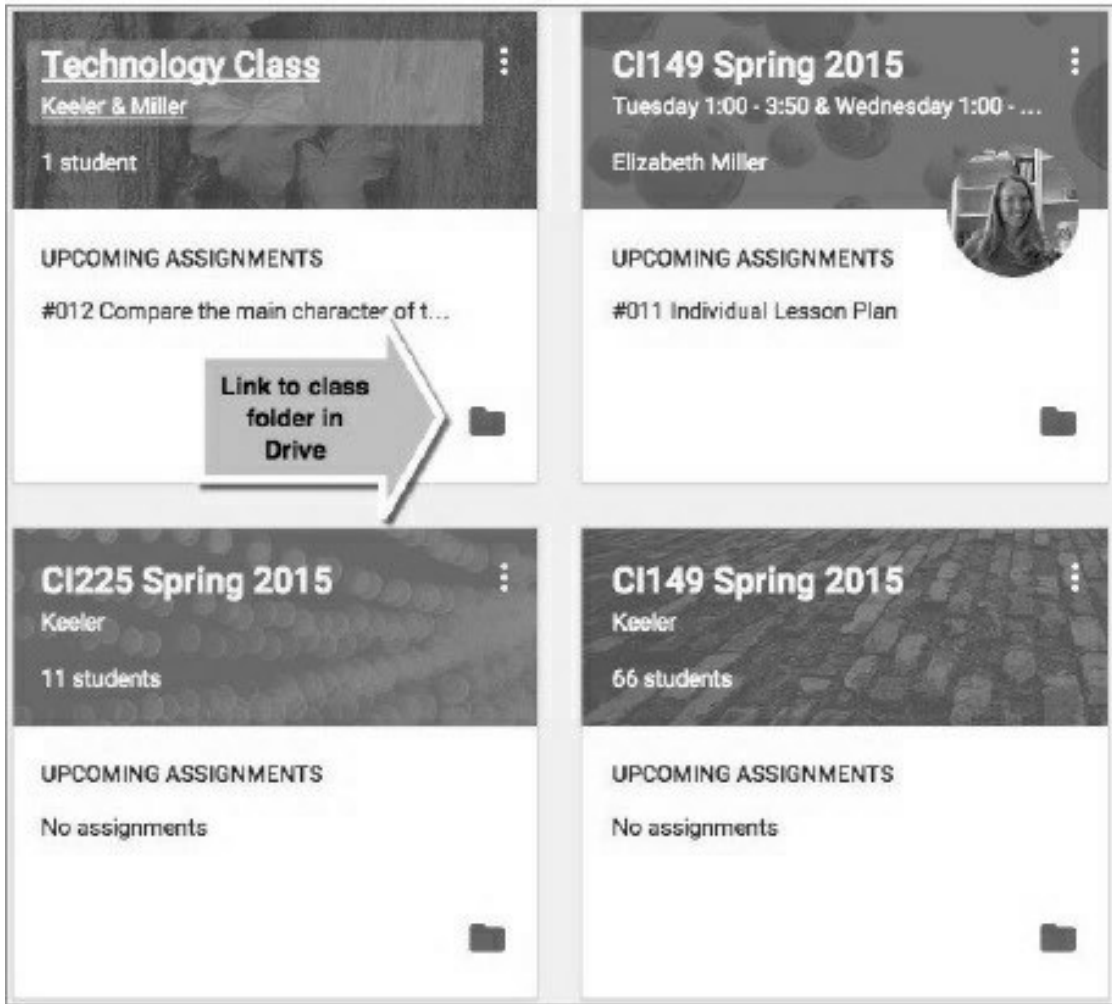 Technology Class
Keeler & Miller
1 student
UPCOMING ASSIGNMENTS
#012 Compare the main character of t...
Link to class
folder in
Drive
CI149 Spring 2015
Tuesday 1:00 - 3:50 & Wednesday 1:00 - ...
Elizabeth Miller
UPCOMING ASSIGNMENTS
#011 Individual Lesson Plan
CI225 Spring 2015
Keeler
11 students
UPCOMING ASSIGNMENTS
No assignments
CI149 Spring 2015
Keeler
66 students
UPCOMING ASSIGNMENTS
No assignments